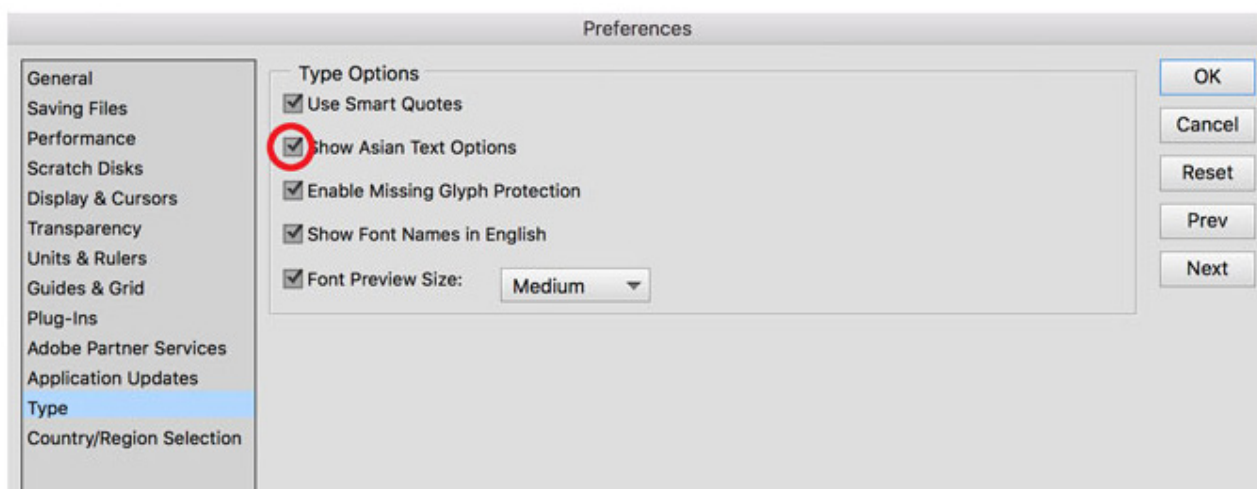 Preferences
General
Saving Files
Performance
Scratch Disks
Display & Cursors
Transparency
Units & Rulers
Guides & Grid
Plug-Ins
Adobe Partner Services
Application Updates
Type
Country/Region Selection
Type Options
Use Smart Quotes
Show Asian Text Options
Enable Missing Glyph Protection
Show Font Names in English
Font Preview Size: Medium
OK
Cancel
Reset
Prev
Next